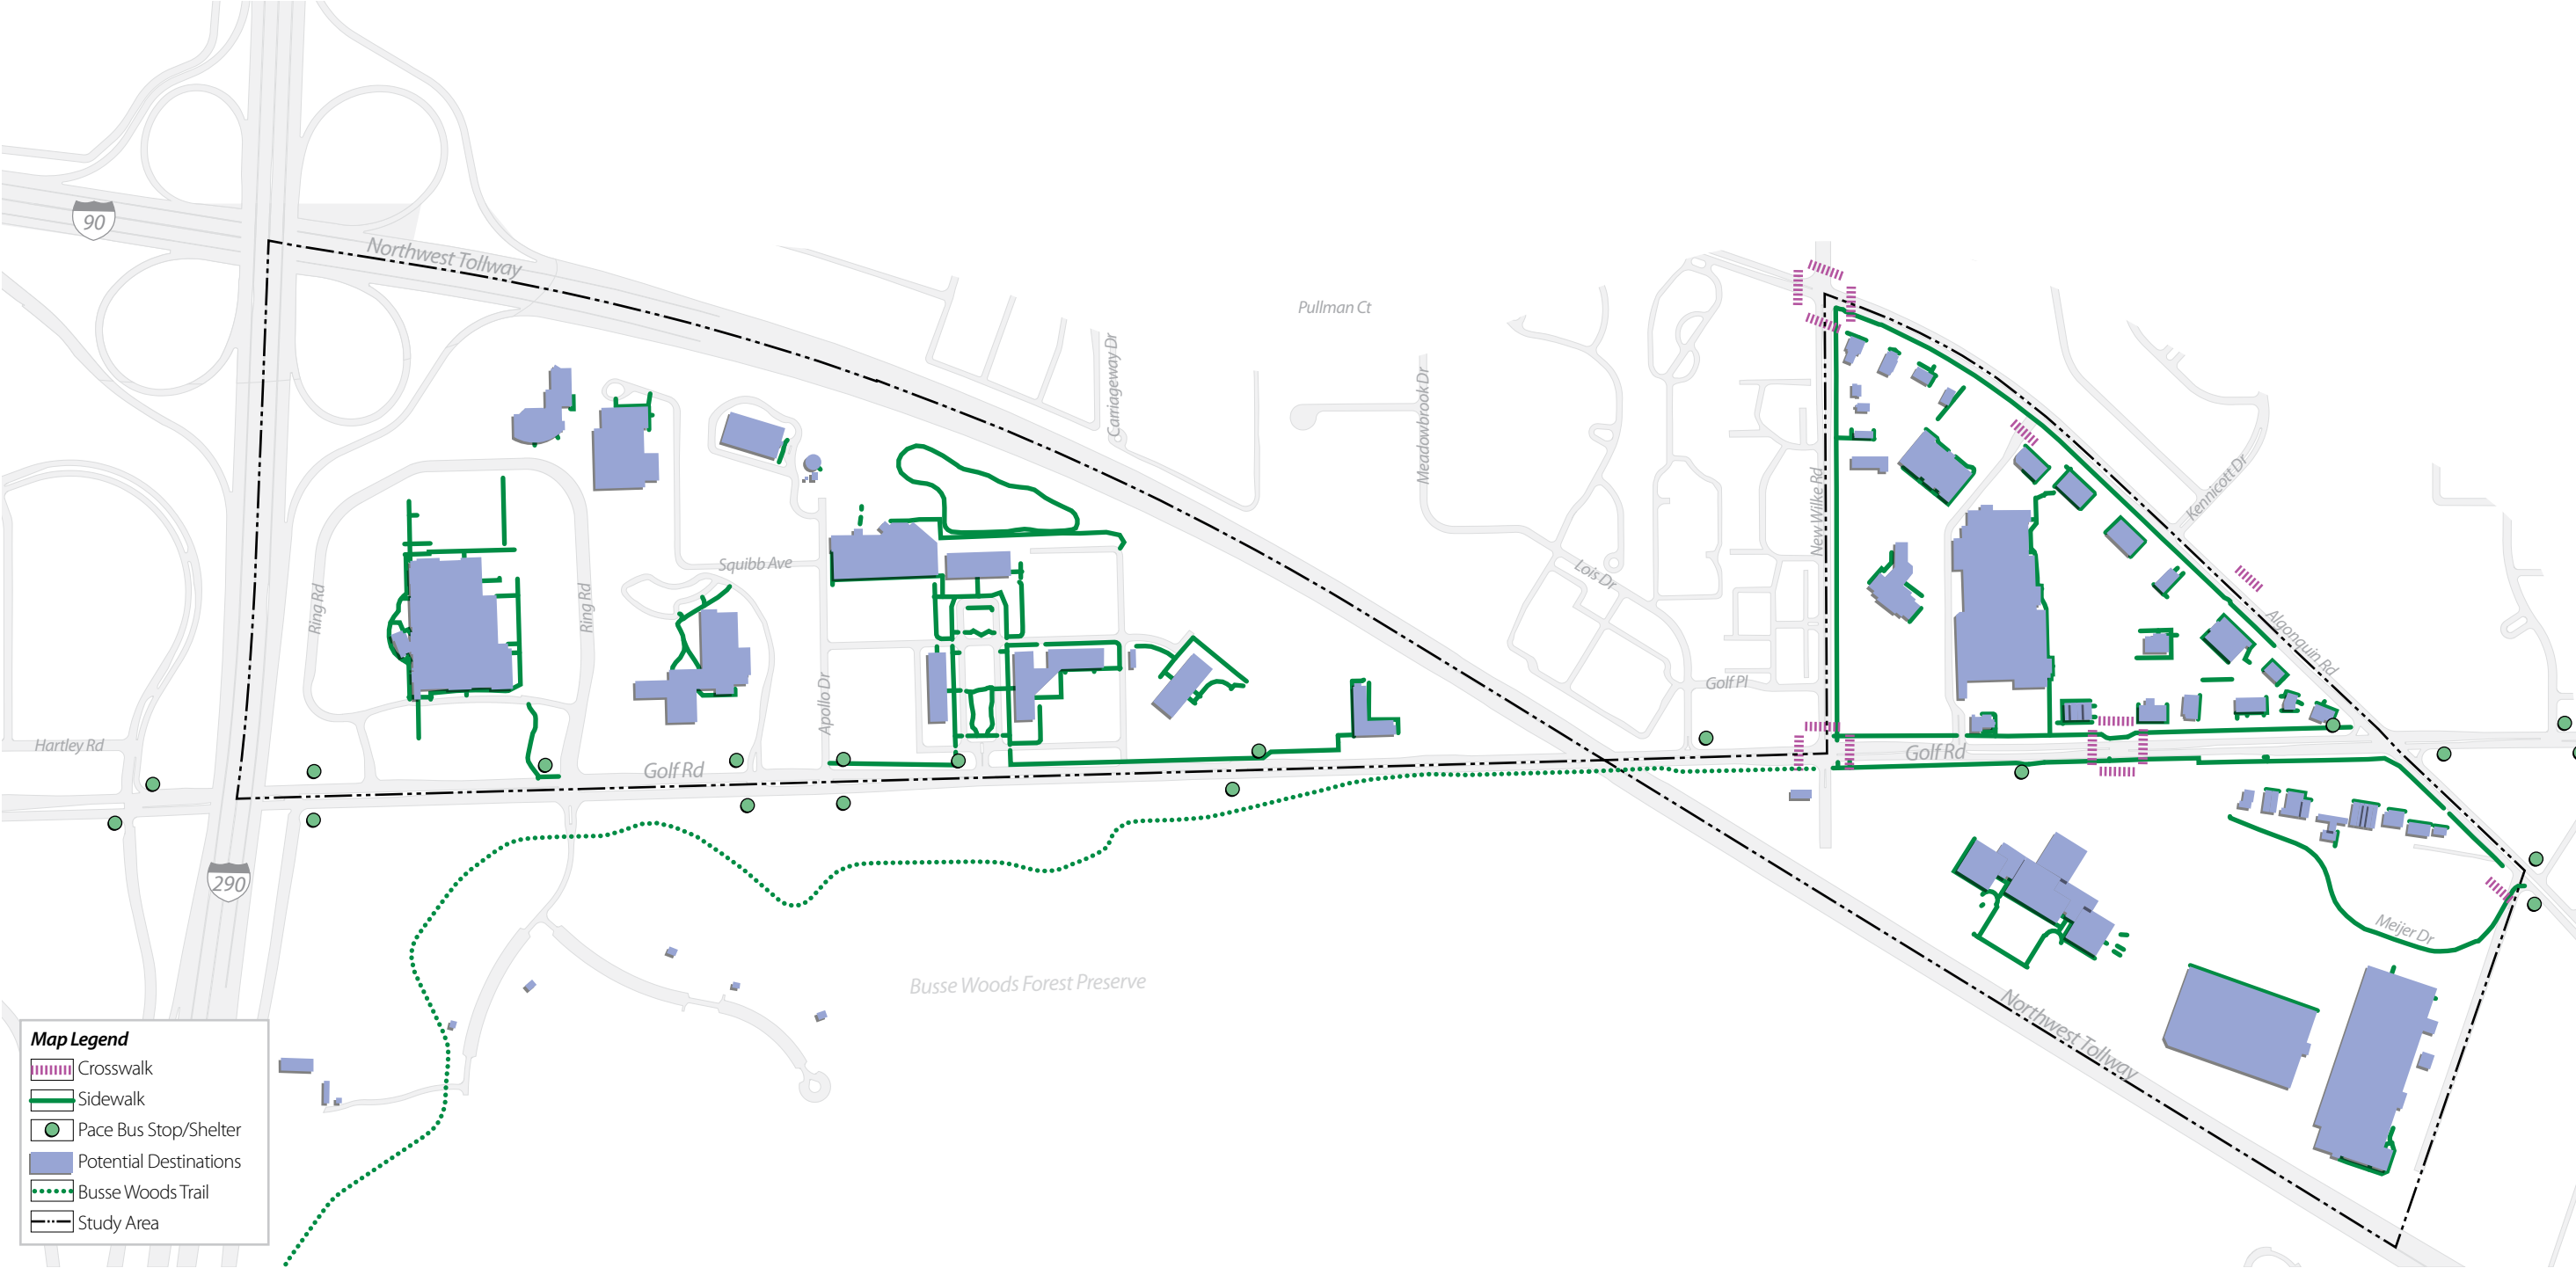 90
Northwest Tollway
Pullman Ct
Carriageway Dr
Meadowbrook Dr
Kennicott Dr
New Wilke Rd
Squibb Ave
Lois Dr
Ring Rd
Ring Rd
Algonquin Rd
Apollo Dr
Golf Pl
Hartley Rd
Golf Rd
Golf Rd
290
Meijer Dr
Busse Woods Forest Preserve
Northwest Tollway
Map Legend
Crosswalk
Sidewalk
Pace Bus Stop/Shelter
Potential Destinations
Busse Woods Trail
Study Area